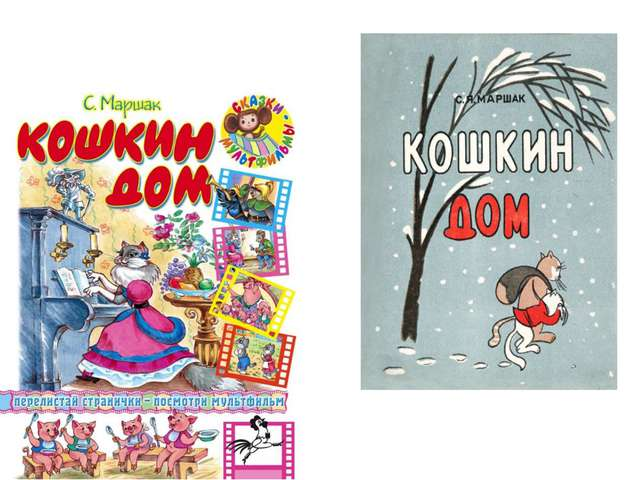 С. Маршак
СКАЗКИ-
МУЛЬТФИЛЬМЫ•
КОШКИН
ДОМ
перелистай странички - посмотри мультфильм
С.Я.МАРШАК
КОШКИН
ДОМ